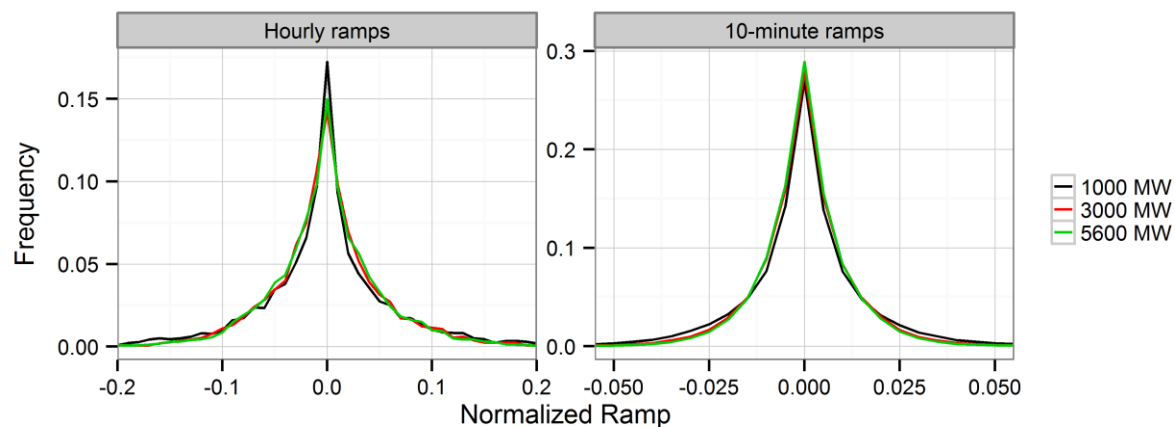 Hourly ramps
10-minute ramps
Frequency
0.15
0.10
0.05
0.00
-0.2
-0.1
0.0
0.1
0.2
0.3
0.2
0.1
0.0
-0.050
-0.025
0.000
0.025
0.050
Normalized Ramp
1000 MW
3000 MW
5600 MW